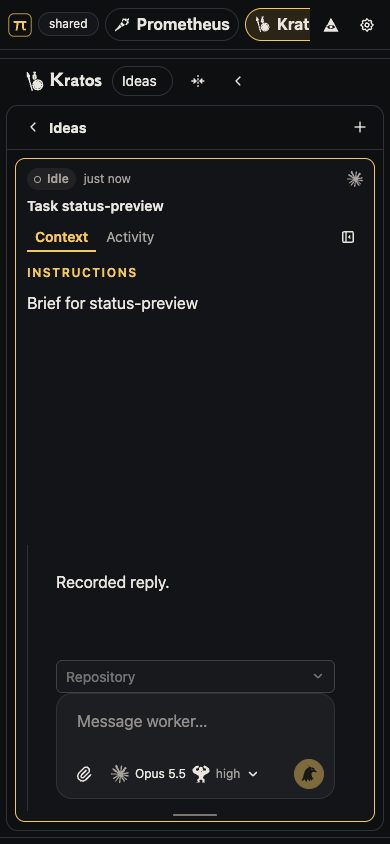 π shared Prometheus Krat
Kratos Ideas
Ideas
Idle just now
Task status-preview
Context Activity
INSTRUCTIONS
Brief for status-preview
Recorded reply.
Repository
Message worker...
Opus 5.5 high